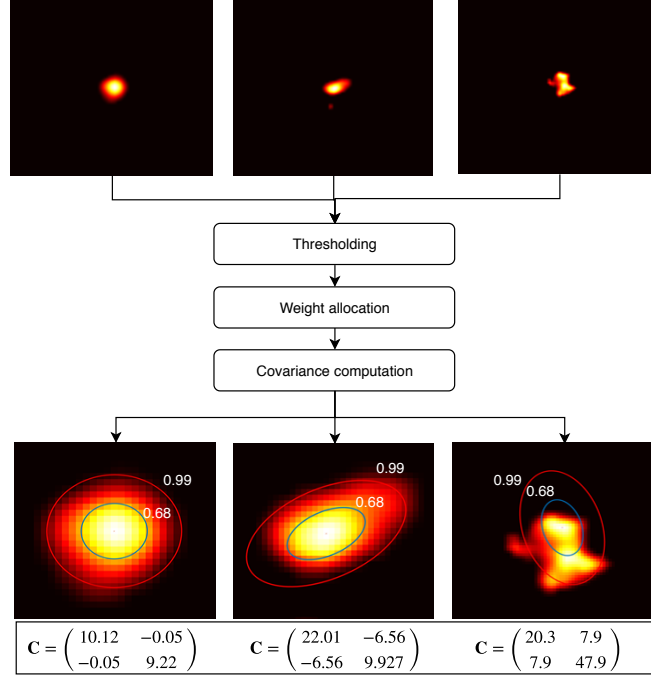 Thresholding
Weight allocation
Covariance computation
0.99
0.68
0.99
0.68
0.99
0.68
C = ( 10.12 −0.05
−0.05 9.22 )
C = ( 22.01 −6.56
−6.56 9.927 )
C = ( 20.3 7.9
7.9 47.9 )